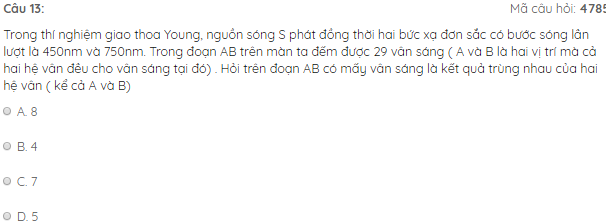 Câu 13:
Mã câu hỏi: 4785
Trong thí nghiệm giao thoa Young, nguồn sóng S phát đồng thời hai bức xạ đơn sắc có bước sóng lần
lượt là 450nm và 750nm. Trong đoạn AB trên màn ta đếm được 29 vân sáng ( A và B là hai vị trí mà cả
hai hệ vân đều cho vân sáng tại đó) . Hỏi trên đoạn AB có mấy vân sáng là kết quả trùng nhau của hai
hệ vân ( kể cả A và B)
A. 8
B. 4
C. 7
D. 5